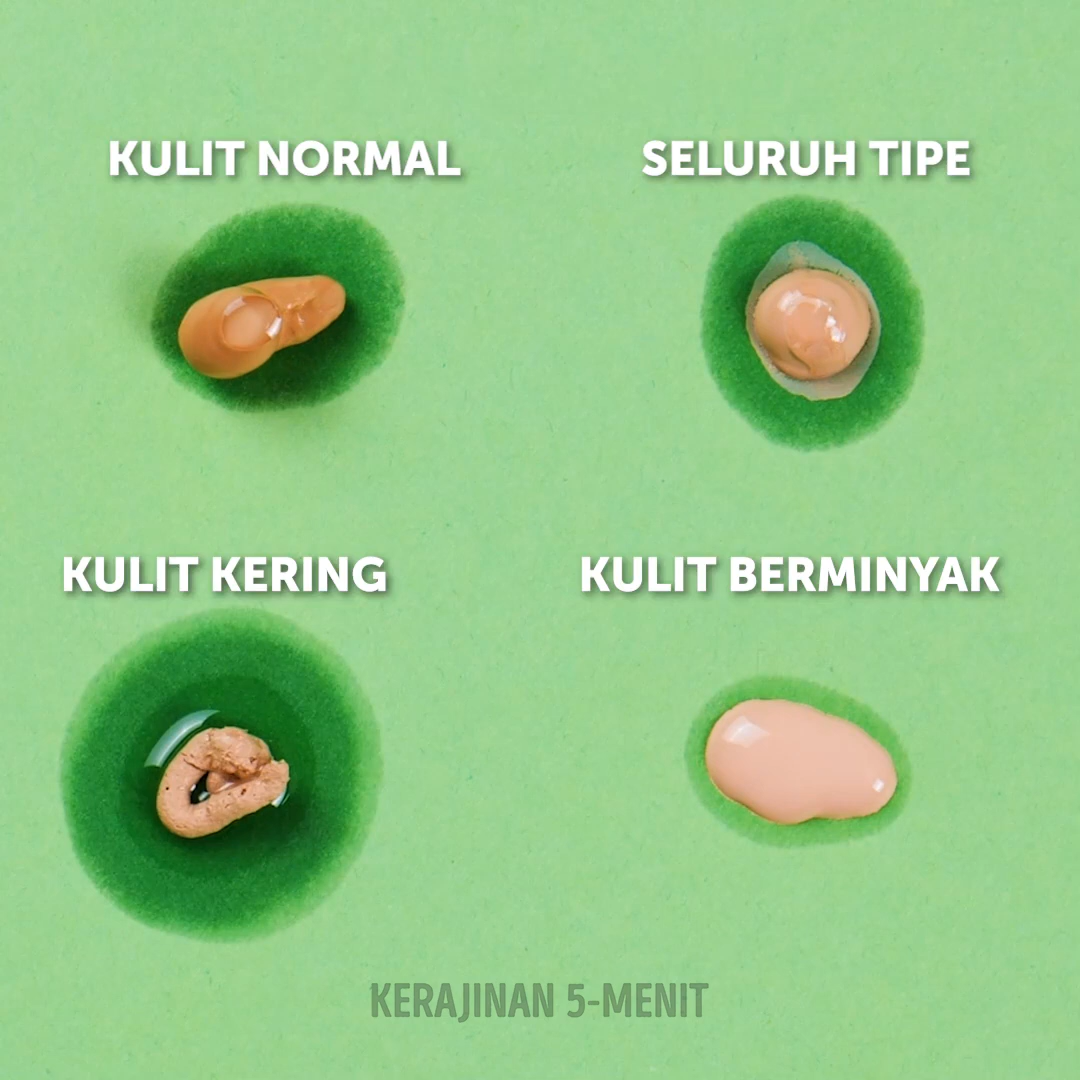 KULIT NORMAL
SELURUH TIPE
KULIT KERING
KULIT BERMINYAK
KERAJINAN 5-MENIT